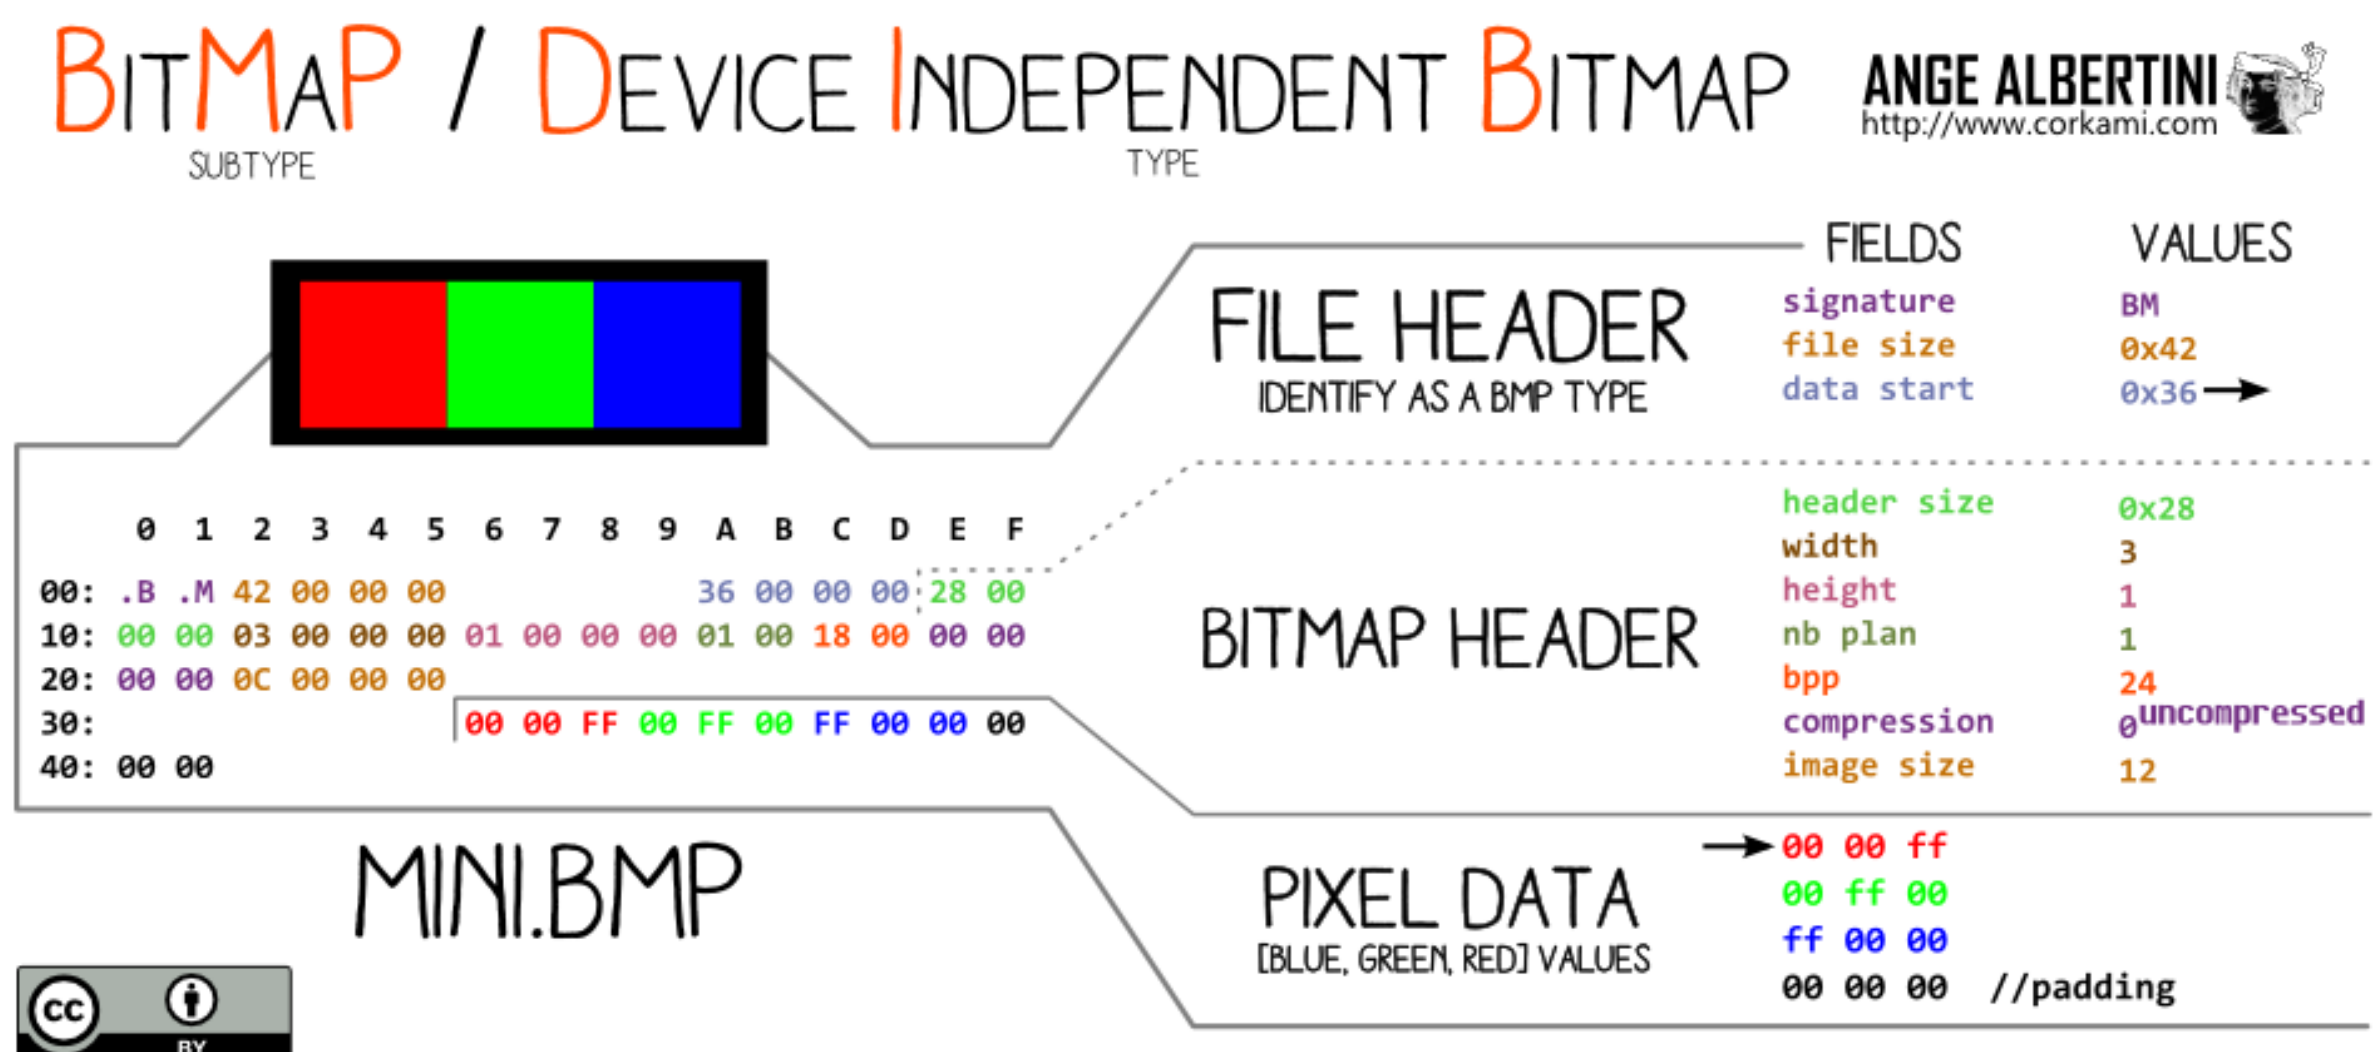 BITMAP / DEVICE INDEPENDENT BITMAP
SUBTYPE
TYPE
ANGE ALBERTINI
http://www.corkami.com
FIELDS VALUES
FILE HEADER
IDENTIFY AS A BMP TYPE
signature BM
file size 0x42
data start 0x36
0 1 2 3 4 5 6 7 8 9 A B C D E F
00: .B .M 42 00 00 00 36 00 00 00 28 00
10: 00 00 03 00 00 00 01 00 00 00 01 00 18 00 00 00
20: 00 00 0C 00 00 00
30: 00 00 FF 00 FF 00 FF 00 00 00
40: 00 00
BITMAP HEADER
header size 0x28
width 3
height 1
nb plan 1
bpp 24
compression 0 uncompressed
image size 12
MINI.BMP
PIXEL DATA
[BLUE, GREEN, RED] VALUES
00 00 ff
00 ff 00
ff 00 00
00 00 00 //padding
cc
BY